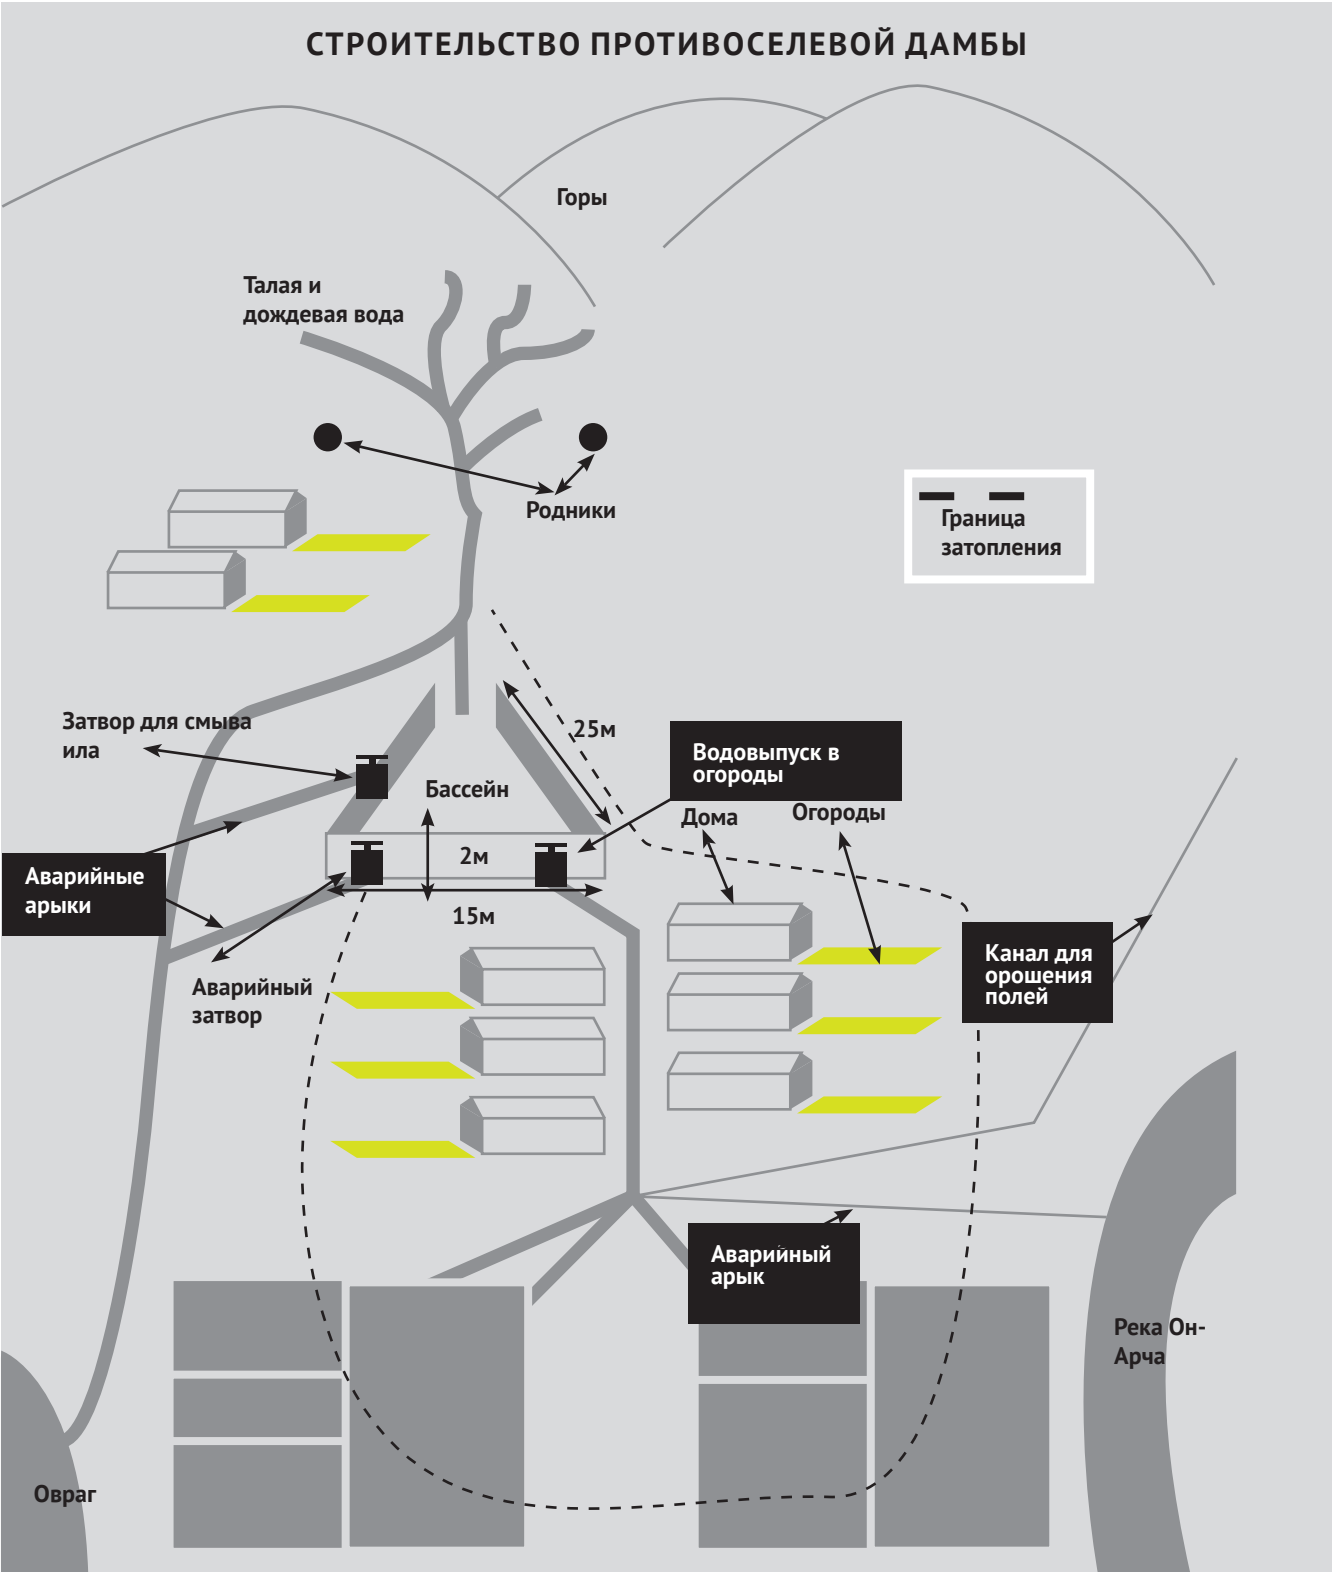 СТРОИТЕЛЬСТВО ПРОТИВОСЕЛЕВОЙ ДАМБЫ
Горы
Талая и
дождевая вода
Родники
Граница
затопления
Затвор для смыва
ила
25м
Водовыпуск в
огороды
Бассейн
Дома
Огороды
2м
Аварийные
арыки
15м
Канал для
орошения
полей
Аварийный
затвор
Аварийный
арык
Река Он-
Арча
Овраг